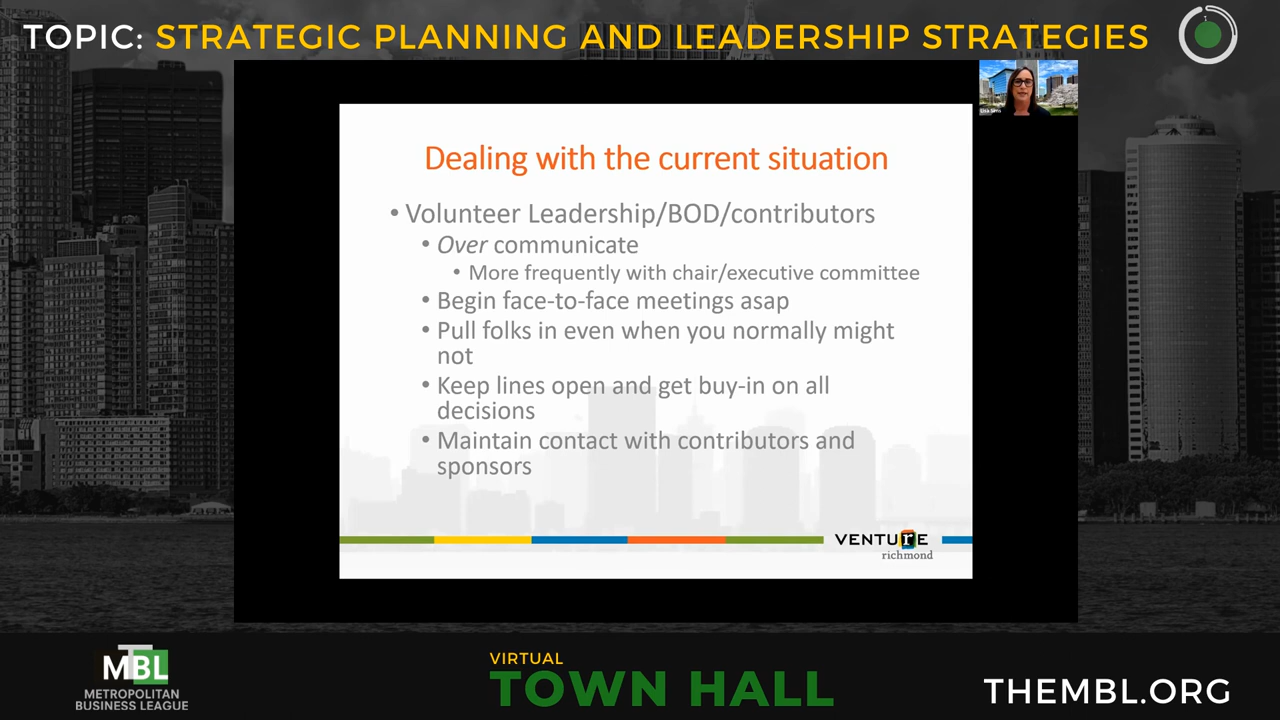 TOPIC: STRATEGIC PLANNING AND LEADERSHIP STRATEGIES
Lisa Sims
Dealing with the current situation
• Volunteer Leadership/BOD/contributors
• Over communicate
• More frequently with chair/executive committee
• Begin face-to-face meetings asap
• Pull folks in even when you normally might
not
• Keep lines open and get buy-in on all
decisions
• Maintain contact with contributors and
sponsors
VENTURE
richmond
MBL
METROPOLITAN
BUSINESS LEAGUE
VIRTUAL
TOWN HALL
THEMBL.ORG